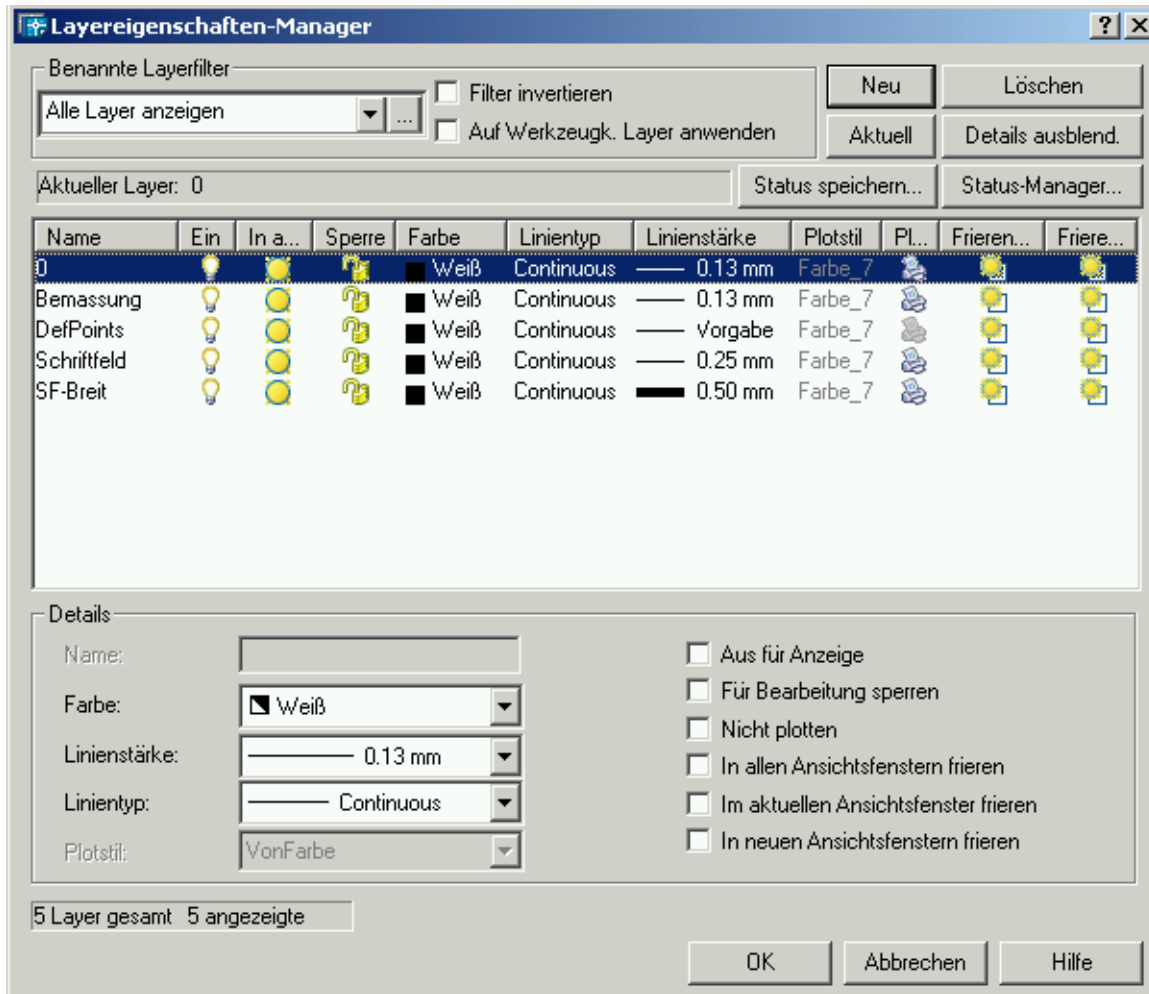 Layereigenschaften-Manager
Benannte Layerfilter
Alle Layer anzeigen
...
Filter invertieren
Auf Werkzeugk. Layer anwenden
Neu
Löschen
Aktuell
Details ausblend.
Aktueller Layer: 0
Status speichern...
Status-Manager...
Name Ein In a... Sperre Farbe Linientyp Linienstärke Plotstil Pl... Frieren... Friere...
0 Weiß Continuous 0.13 mm Farbe_7
Bemassung Weiß Continuous 0.13 mm Farbe_7
DefPoints Weiß Continuous Vorgabe Farbe_7
Schriftfeld Weiß Continuous 0.25 mm Farbe_7
SF-Breit Weiß Continuous 0.50 mm Farbe_7
Details
Name:
Farbe: Weiß
Linienstärke: 0.13 mm
Linientyp: Continuous
Plotstil: VonFarbe
Aus für Anzeige
Für Bearbeitung sperren
Nicht plotten
In allen Ansichtsfenstern frieren
Im aktuellen Ansichtsfenster frieren
In neuen Ansichtsfenstern frieren
5 Layer gesamt 5 angezeigte
OK
Abbrechen
Hilfe